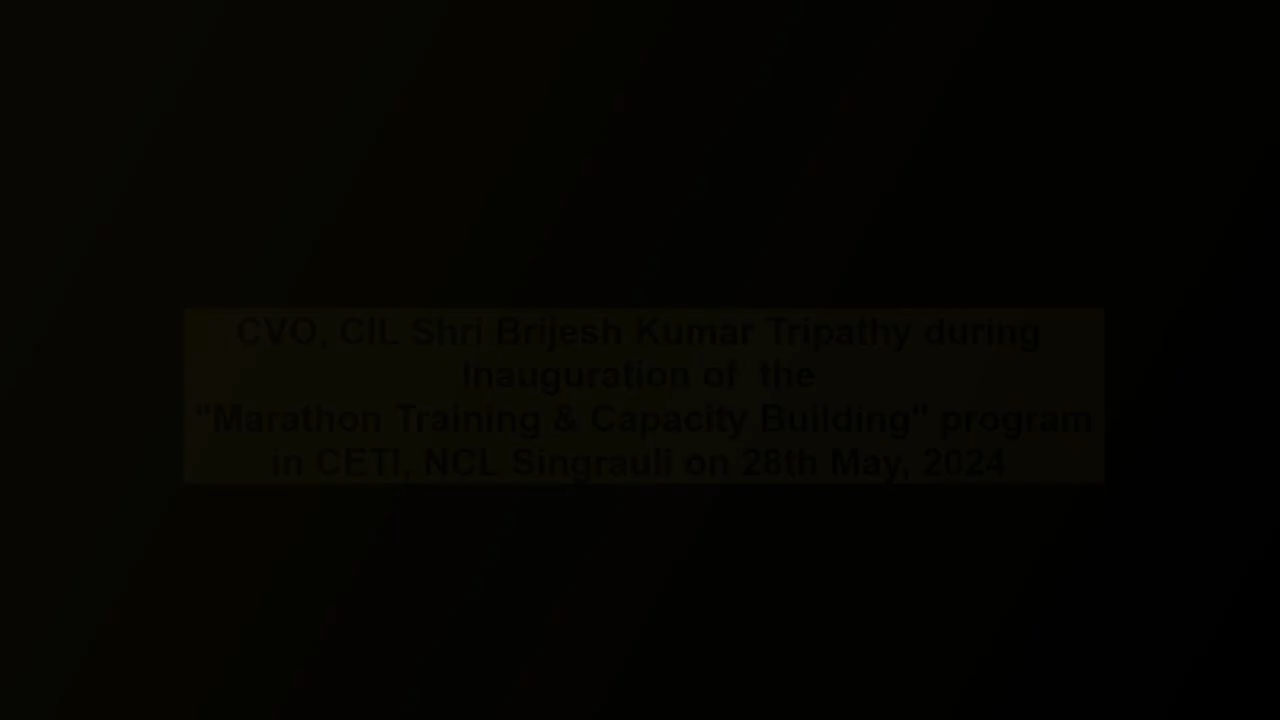 CVO, CIL Shri Brijesh Kumar Tripathy during
Inauguration of the
"Marathon Training & Capacity Building" program
in CETI, NCL Singrauli on 28th May, 2024